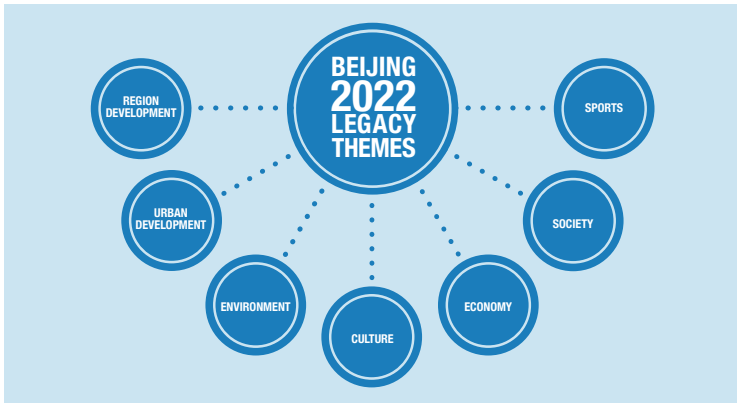 BEIJING
2022
LEGACY
THEMES
REGION
DEVELOPMENT
SPORTS
URBAN
DEVELOPMENT
SOCIETY
ENVIRONMENT
ECONOMY
CULTURE